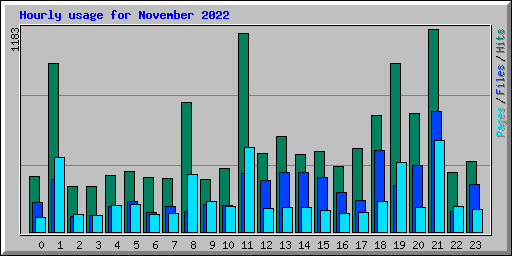 Hourly usage for November 2022
1183
Pages/Files/Hits
0 1 2 3 4 5 6 7 8 9 10 11 12 13 14 15 16 17 18 19 20 21 22 23